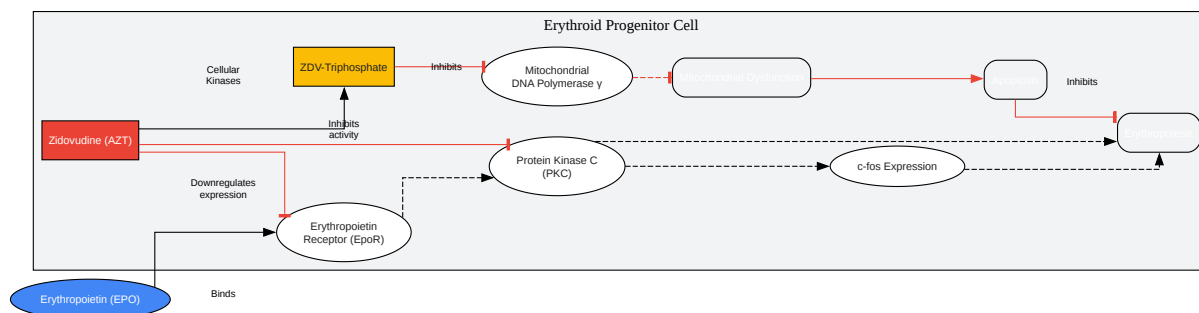 Erythroid Progenitor Cell
Cellular
Kinases
ZDV-Triphosphate
Inhibits
Mitochondrial
DNA Polymerase γ
Mitochondrial Dysfunction
Apoptosis
Inhibits
Zidovudine (AZT)
Inhibits
activity
Erythropoiesis
Protein Kinase C
(PKC)
c-fos Expression
Downregulates
expression
Erythropoietin
Receptor (EpoR)
Erythropoietin (EPO)
Binds